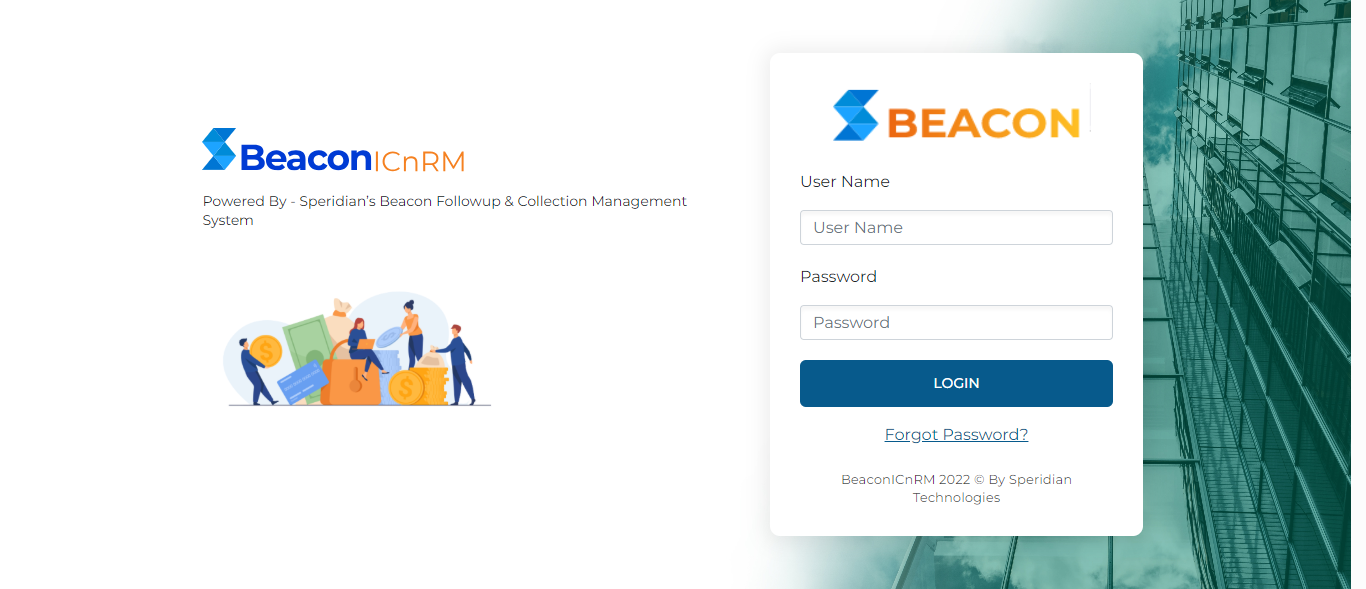 BeaconICnRM
Powered By - Speridian's Beacon Followup & Collection Management
System
BEACON
User Name
User Name
Password
Password
LOGIN
Forgot Password?
BeaconICnRM 2022 © By Speridian
Technologies